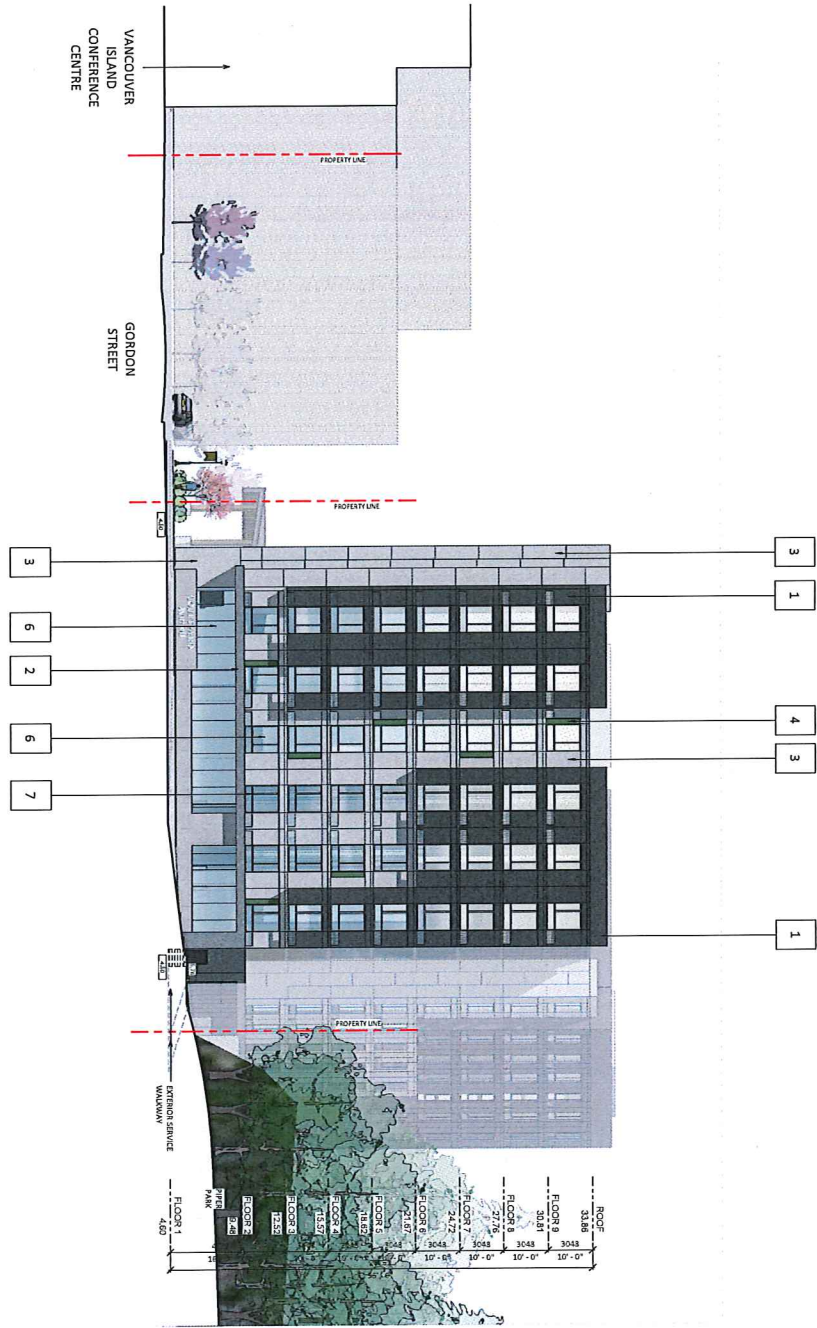 VANCOUVER
ISLAND
CONFERENCE
CENTRE
GORDON
STREET
PROPERTY LINE
PROPERTY LINE
PROPERTY LINE
4.60
4.60
3
6
2
6
7
3
1
4
3
1
EXTERIOR SERVICE
WALKWAY
PIPER
PARK
ROOF
33.86
3048
10' - 0"
FLOOR 9
30.81
3048
10' - 0"
FLOOR 8
27.76
3048
10' - 0"
FLOOR 7
24.72
3048
10' - 0"
FLOOR 6
21.67
3048
10' - 0"
FLOOR 5
18.62
FLOOR 4
15.57
FLOOR 3
12.52
FLOOR 2
9.48
FLOOR 1
4.60